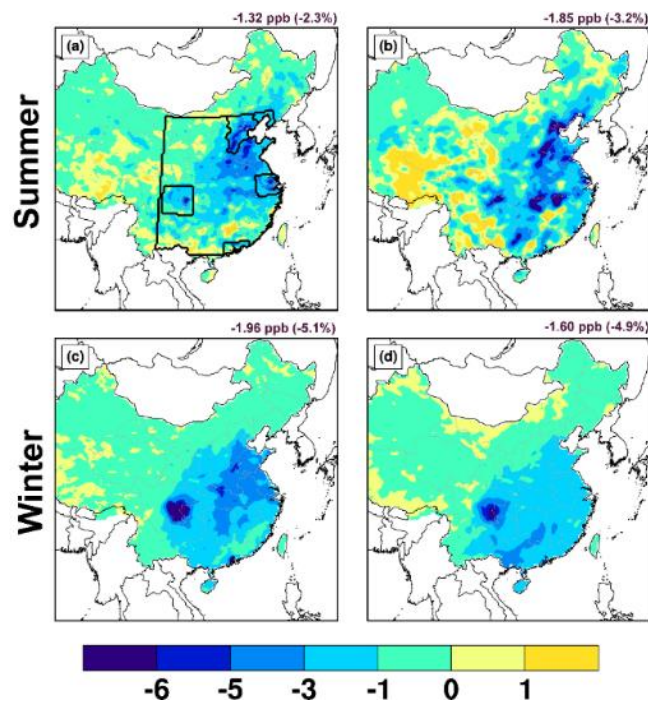 -1.32 ppb (-2.3%)
-1.85 ppb (-3.2%)
(a)
(b)
Summer
-1.96 ppb (-5.1%)
-1.60 ppb (-4.9%)
(c)
(d)
Winter
-6 -5 -3 -1 0 1